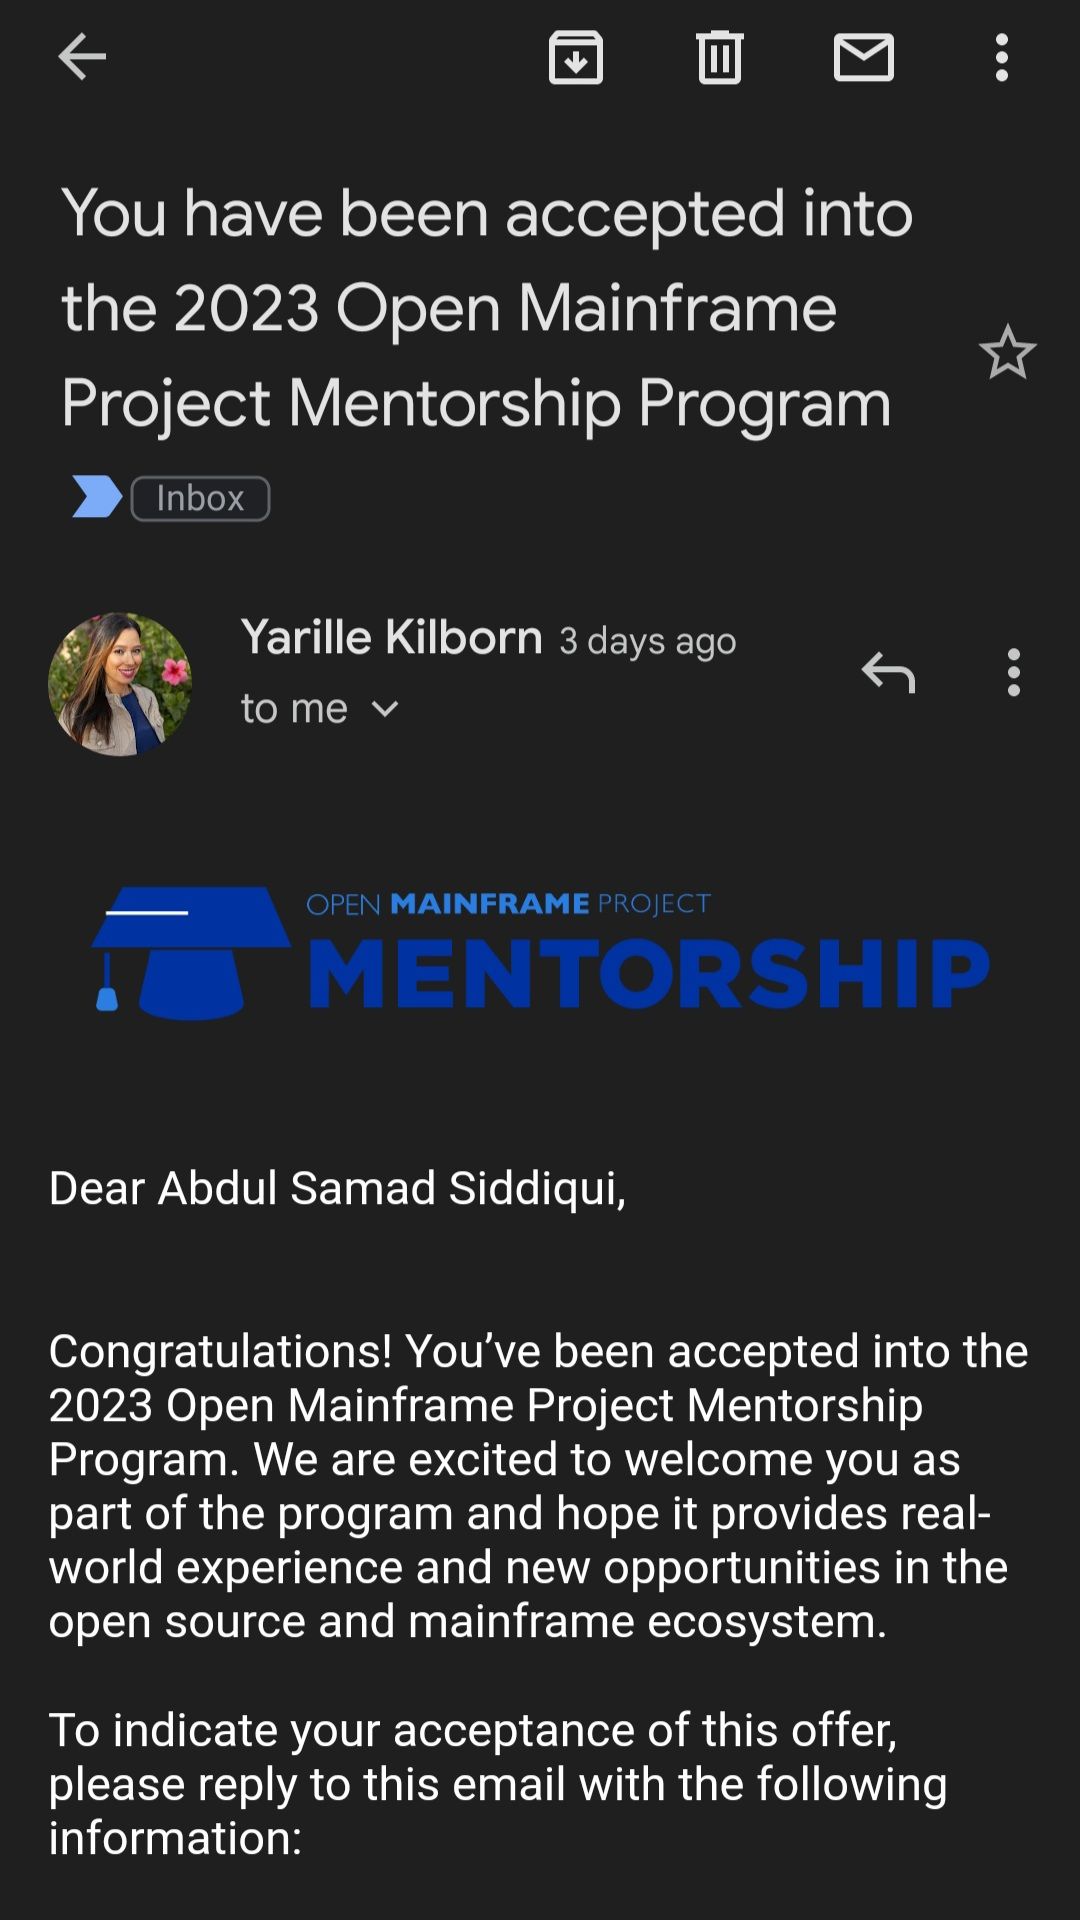 You have been accepted into
the 2023 Open Mainframe
Project Mentorship Program
Inbox
Yarille Kilborn 3 days ago
to me
OPEN MAINFRAME PROJECT
MENTORSHIP
Dear Abdul Samad Siddiqui,
Congratulations! You’ve been accepted into the
2023 Open Mainframe Project Mentorship
Program. We are excited to welcome you as
part of the program and hope it provides real-
world experience and new opportunities in the
open source and mainframe ecosystem.
To indicate your acceptance of this offer,
please reply to this email with the following
information: